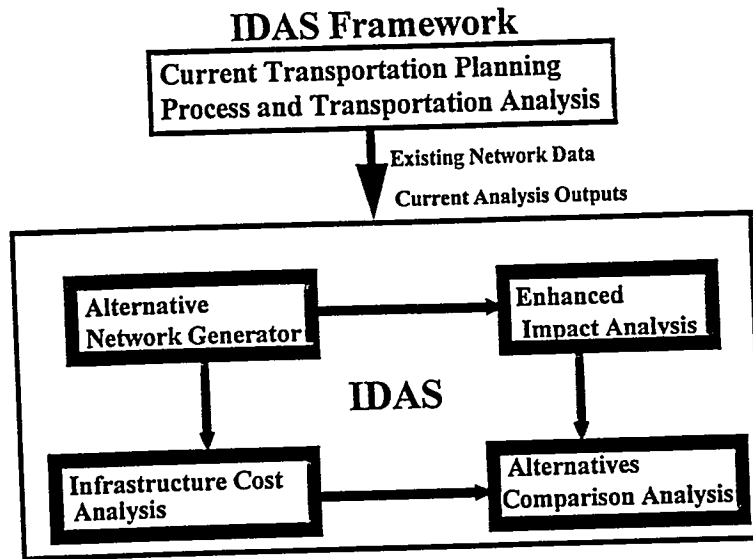 IDAS Framework
Current Transportation Planning
Process and Transportation Analysis
Existing Network Data
Current Analysis Outputs
Alternative
Network Generator
Enhanced
Impact Analysis
IDAS
Infrastructure Cost
Analysis
Alternatives
Comparison Analysis